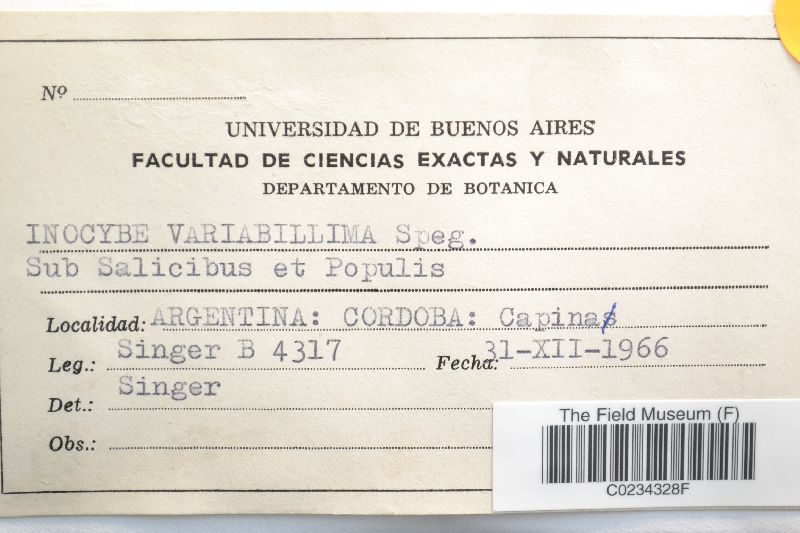 Nº
UNIVERSIDAD DE BUENOS AIRES
FACULTAD DE CIENCIAS EXACTAS Y NATURALES
DEPARTAMENTO DE BOTANICA
INOCYBE VARIABILLIMA Speg.
Sub Salicibus et Populis
Localidad: ARGENTINA: CORDOBA: Capina
Leg.: Singer B 4317 Fecha: 31-XII-1966
Det.: Singer
Obs.:
The Field Museum (F)
C0234328F